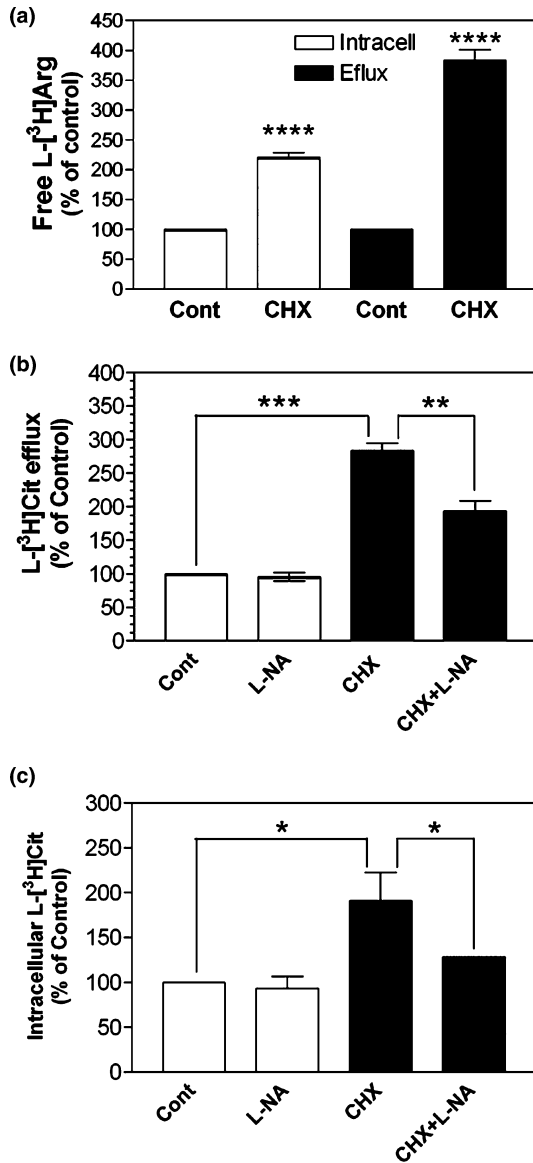 (a)
Free L-[³H]Arg
(% of control)
450
400
350
300
250
200
150
100
50
0
Intracell
Eflux
****
****
Cont
CHX
Cont
CHX
(b)
L-[³H]Cit efflux
(% of Control)
400
350
300
250
200
150
100
50
0
***
**
Cont
L-NA
CHX
CHX+L-NA
(c)
Intracellular L-[³H]Cit
(% of Control)
300
250
200
150
100
50
0
*
*
Cont
L-NA
CHX
CHX+L-NA